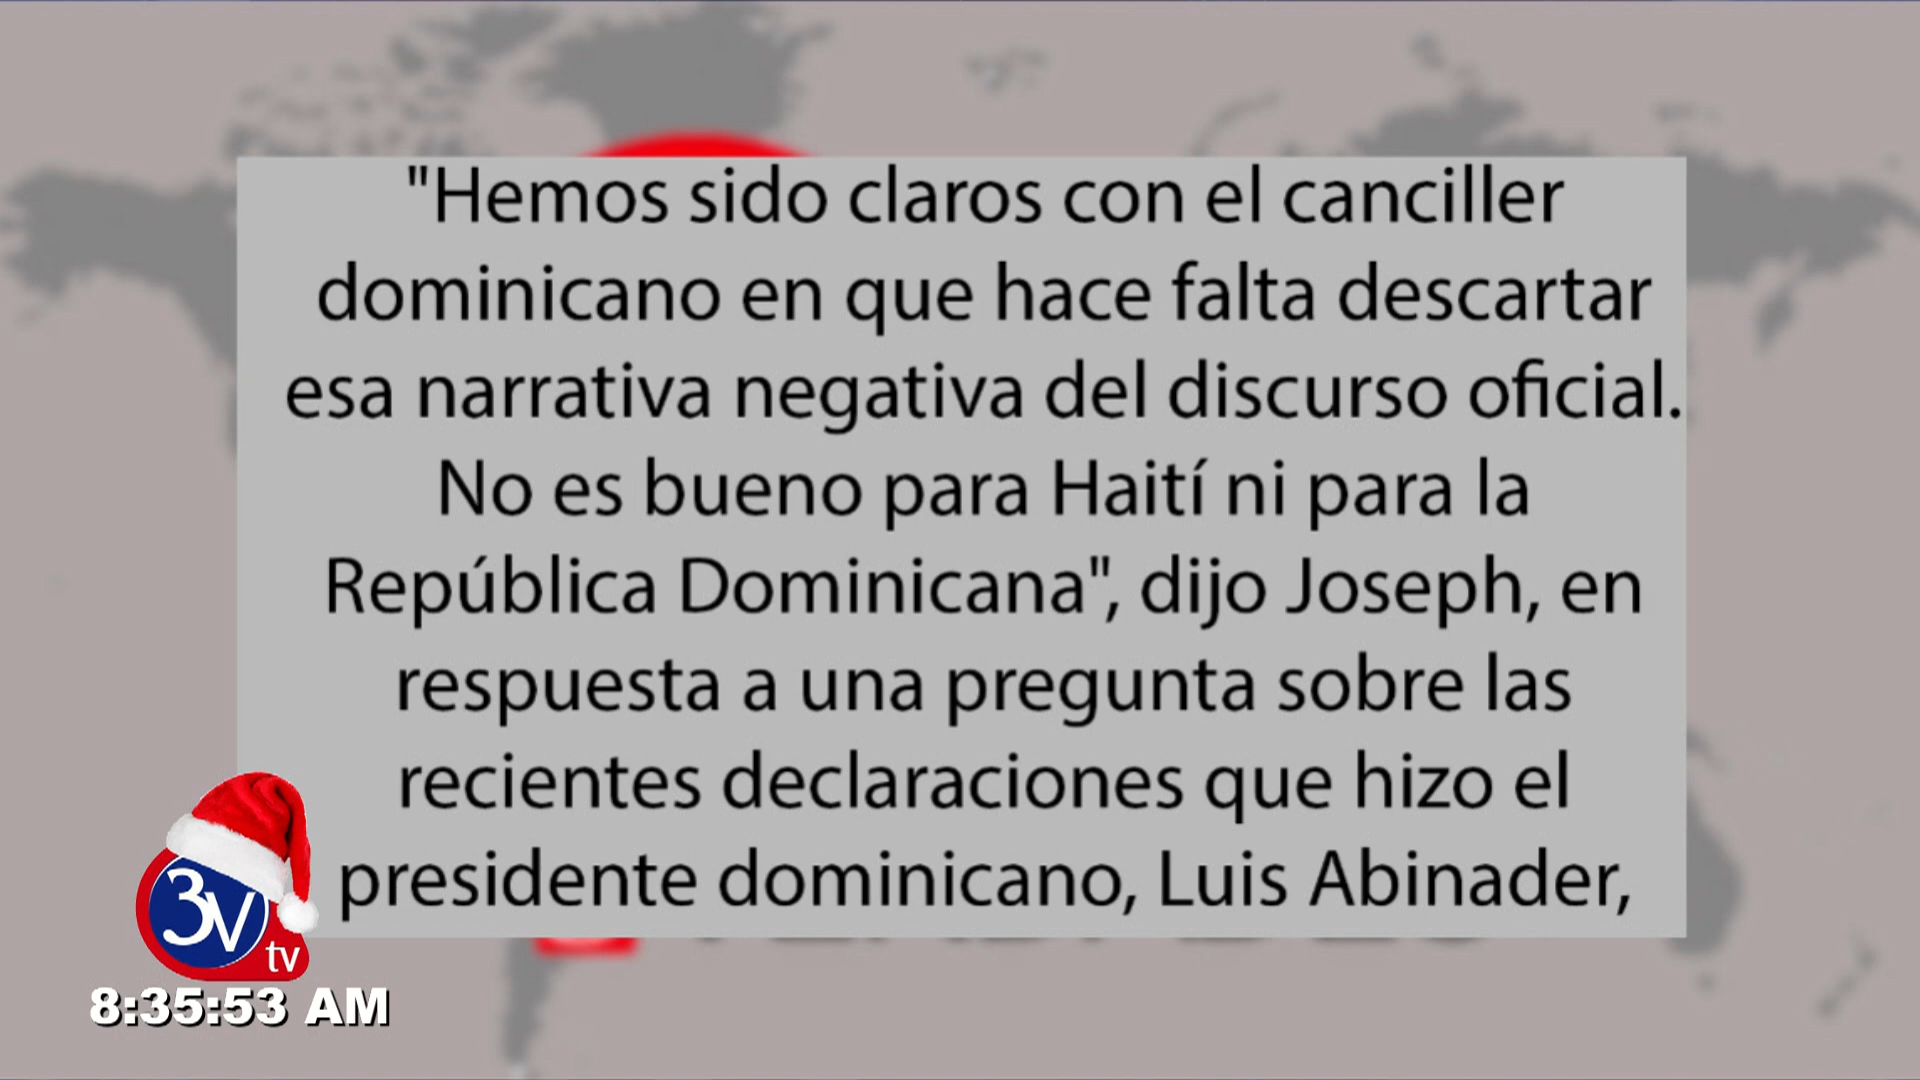 "Hemos sido claros con el canciller
dominicano en que hace falta descartar
esa narrativa negativa del discurso oficial.
No es bueno para Haití ni para la
República Dominicana", dijo Joseph, en
respuesta a una pregunta sobre las
recientes declaraciones que hizo el
presidente dominicano, Luis Abinader,
3V
tv
8:35:53 AM